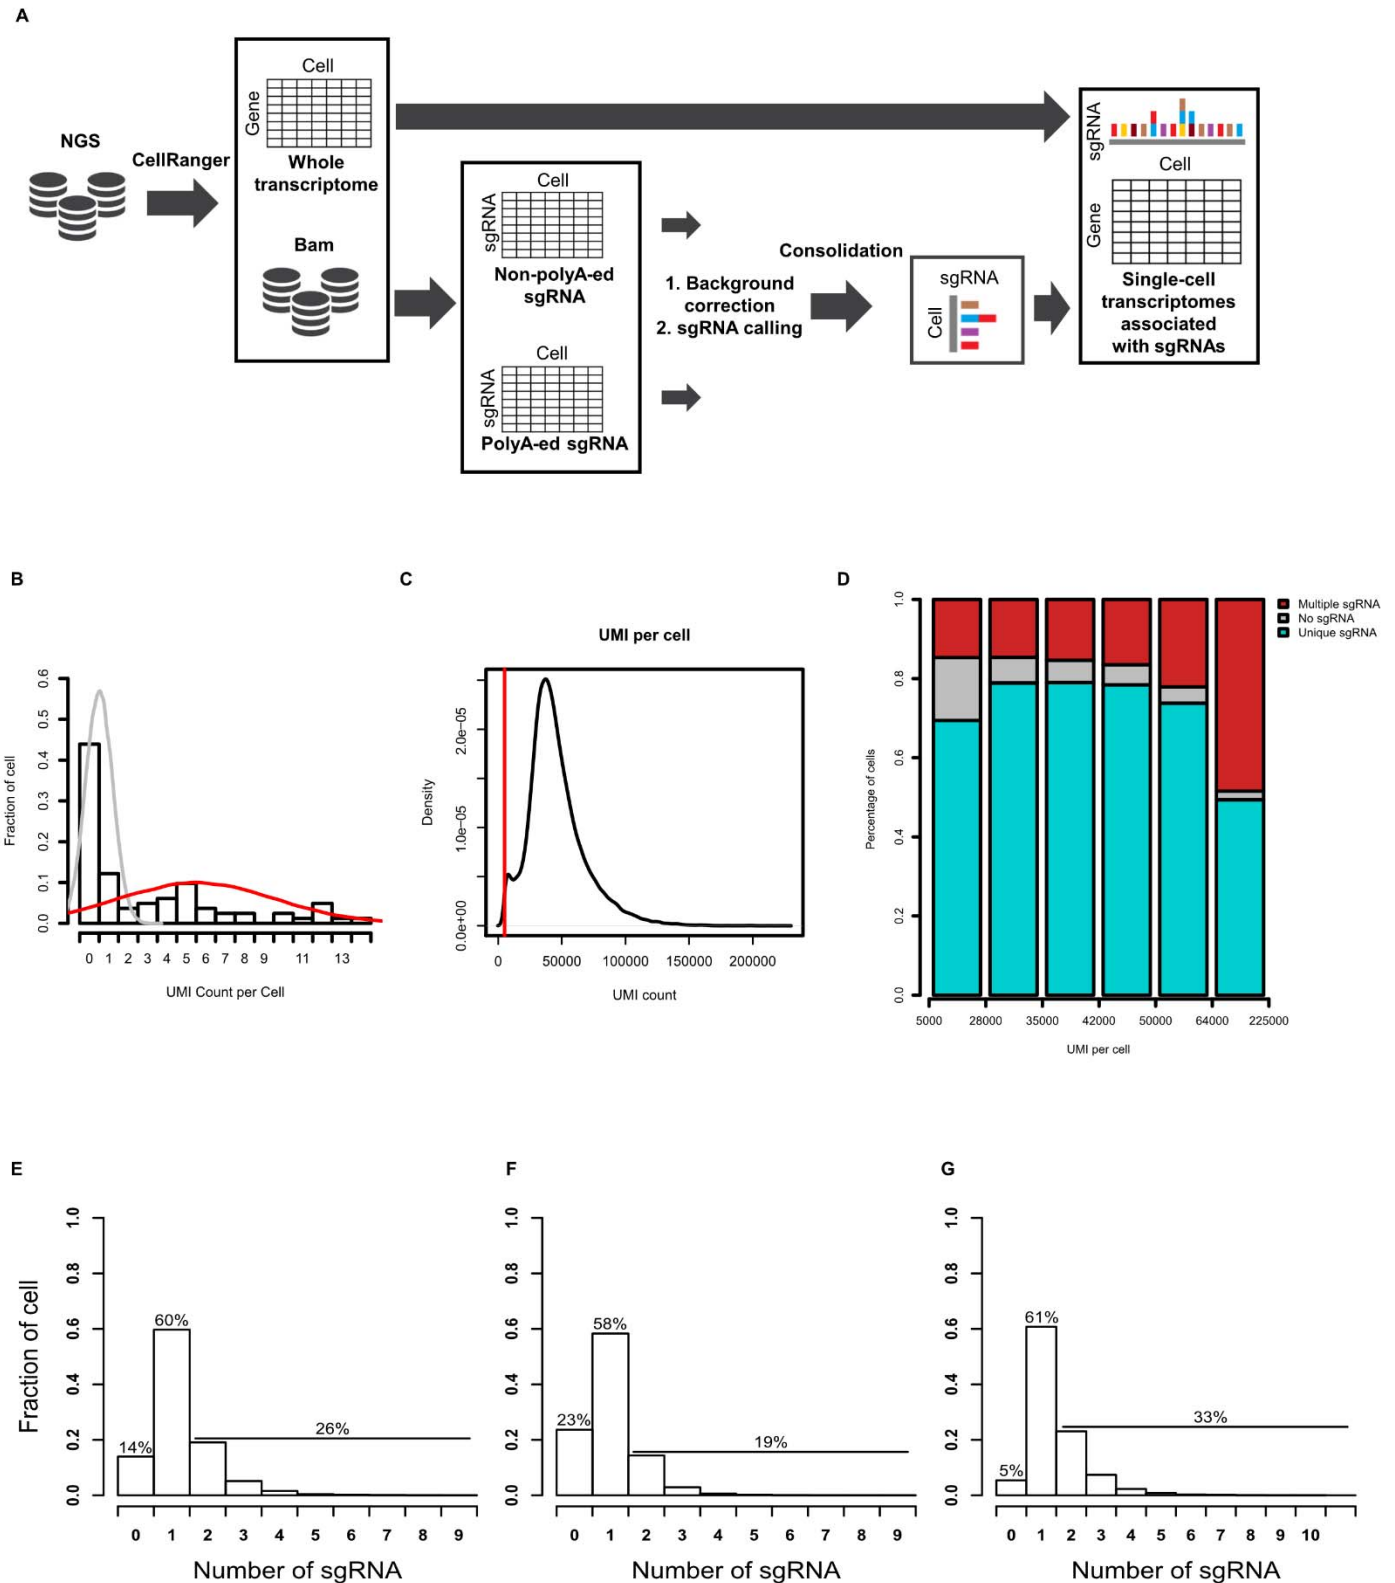 A
NGS
CellRanger
Cell
Gene
Whole
transcriptome
Bam
Cell
sgRNA
Non-polyA-ed
sgRNA
Cell
sgRNA
PolyA-ed sgRNA
1. Background
correction
2. sgRNA calling
Consolidation
sgRNA
Cell
sgRNA
Cell
Gene
Single-cell
transcriptomes
associated
with sgRNAs
B
Fraction of cell
0.6
0.5
0.4
0.3
0.2
0.1
0.0
0 1 2 3 4 5 6 7 8 9 11 13
UMI Count per Cell
C
UMI per cell
Density
2.0e-05
1.0e-05
0.0e+00
0 50000 100000 150000 200000
UMI count
D
Percentage of cells
1.0
0.8
0.6
0.4
0.2
0.0
5000 28000 35000 42000 50000 64000 225000
UMI per cell
Multiple sgRNA
No sgRNA
Unique sgRNA
E
Fraction of cell
1.0
0.8
0.6
0.4
0.2
0.0
14%
60%
26%
0 1 2 3 4 5 6 7 8 9
Number of sgRNA
F
1.0
0.8
0.6
0.4
0.2
0.0
23%
58%
19%
0 1 2 3 4 5 6 7 8 9
Number of sgRNA
G
1.0
0.8
0.6
0.4
0.2
0.0
5%
61%
33%
0 1 2 3 4 5 6 7 8 9 10
Number of sgRNA